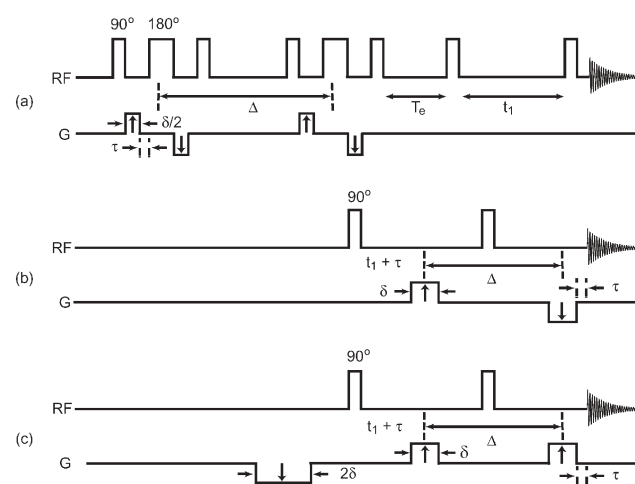 90° 180°
RF
(a)
Δ
Tₑ
t₁
G
δ/2
τ
90°
RF
(b)
t₁ + τ
Δ
G
δ
τ
90°
RF
(c)
t₁ + τ
Δ
G
2δ
δ
τ